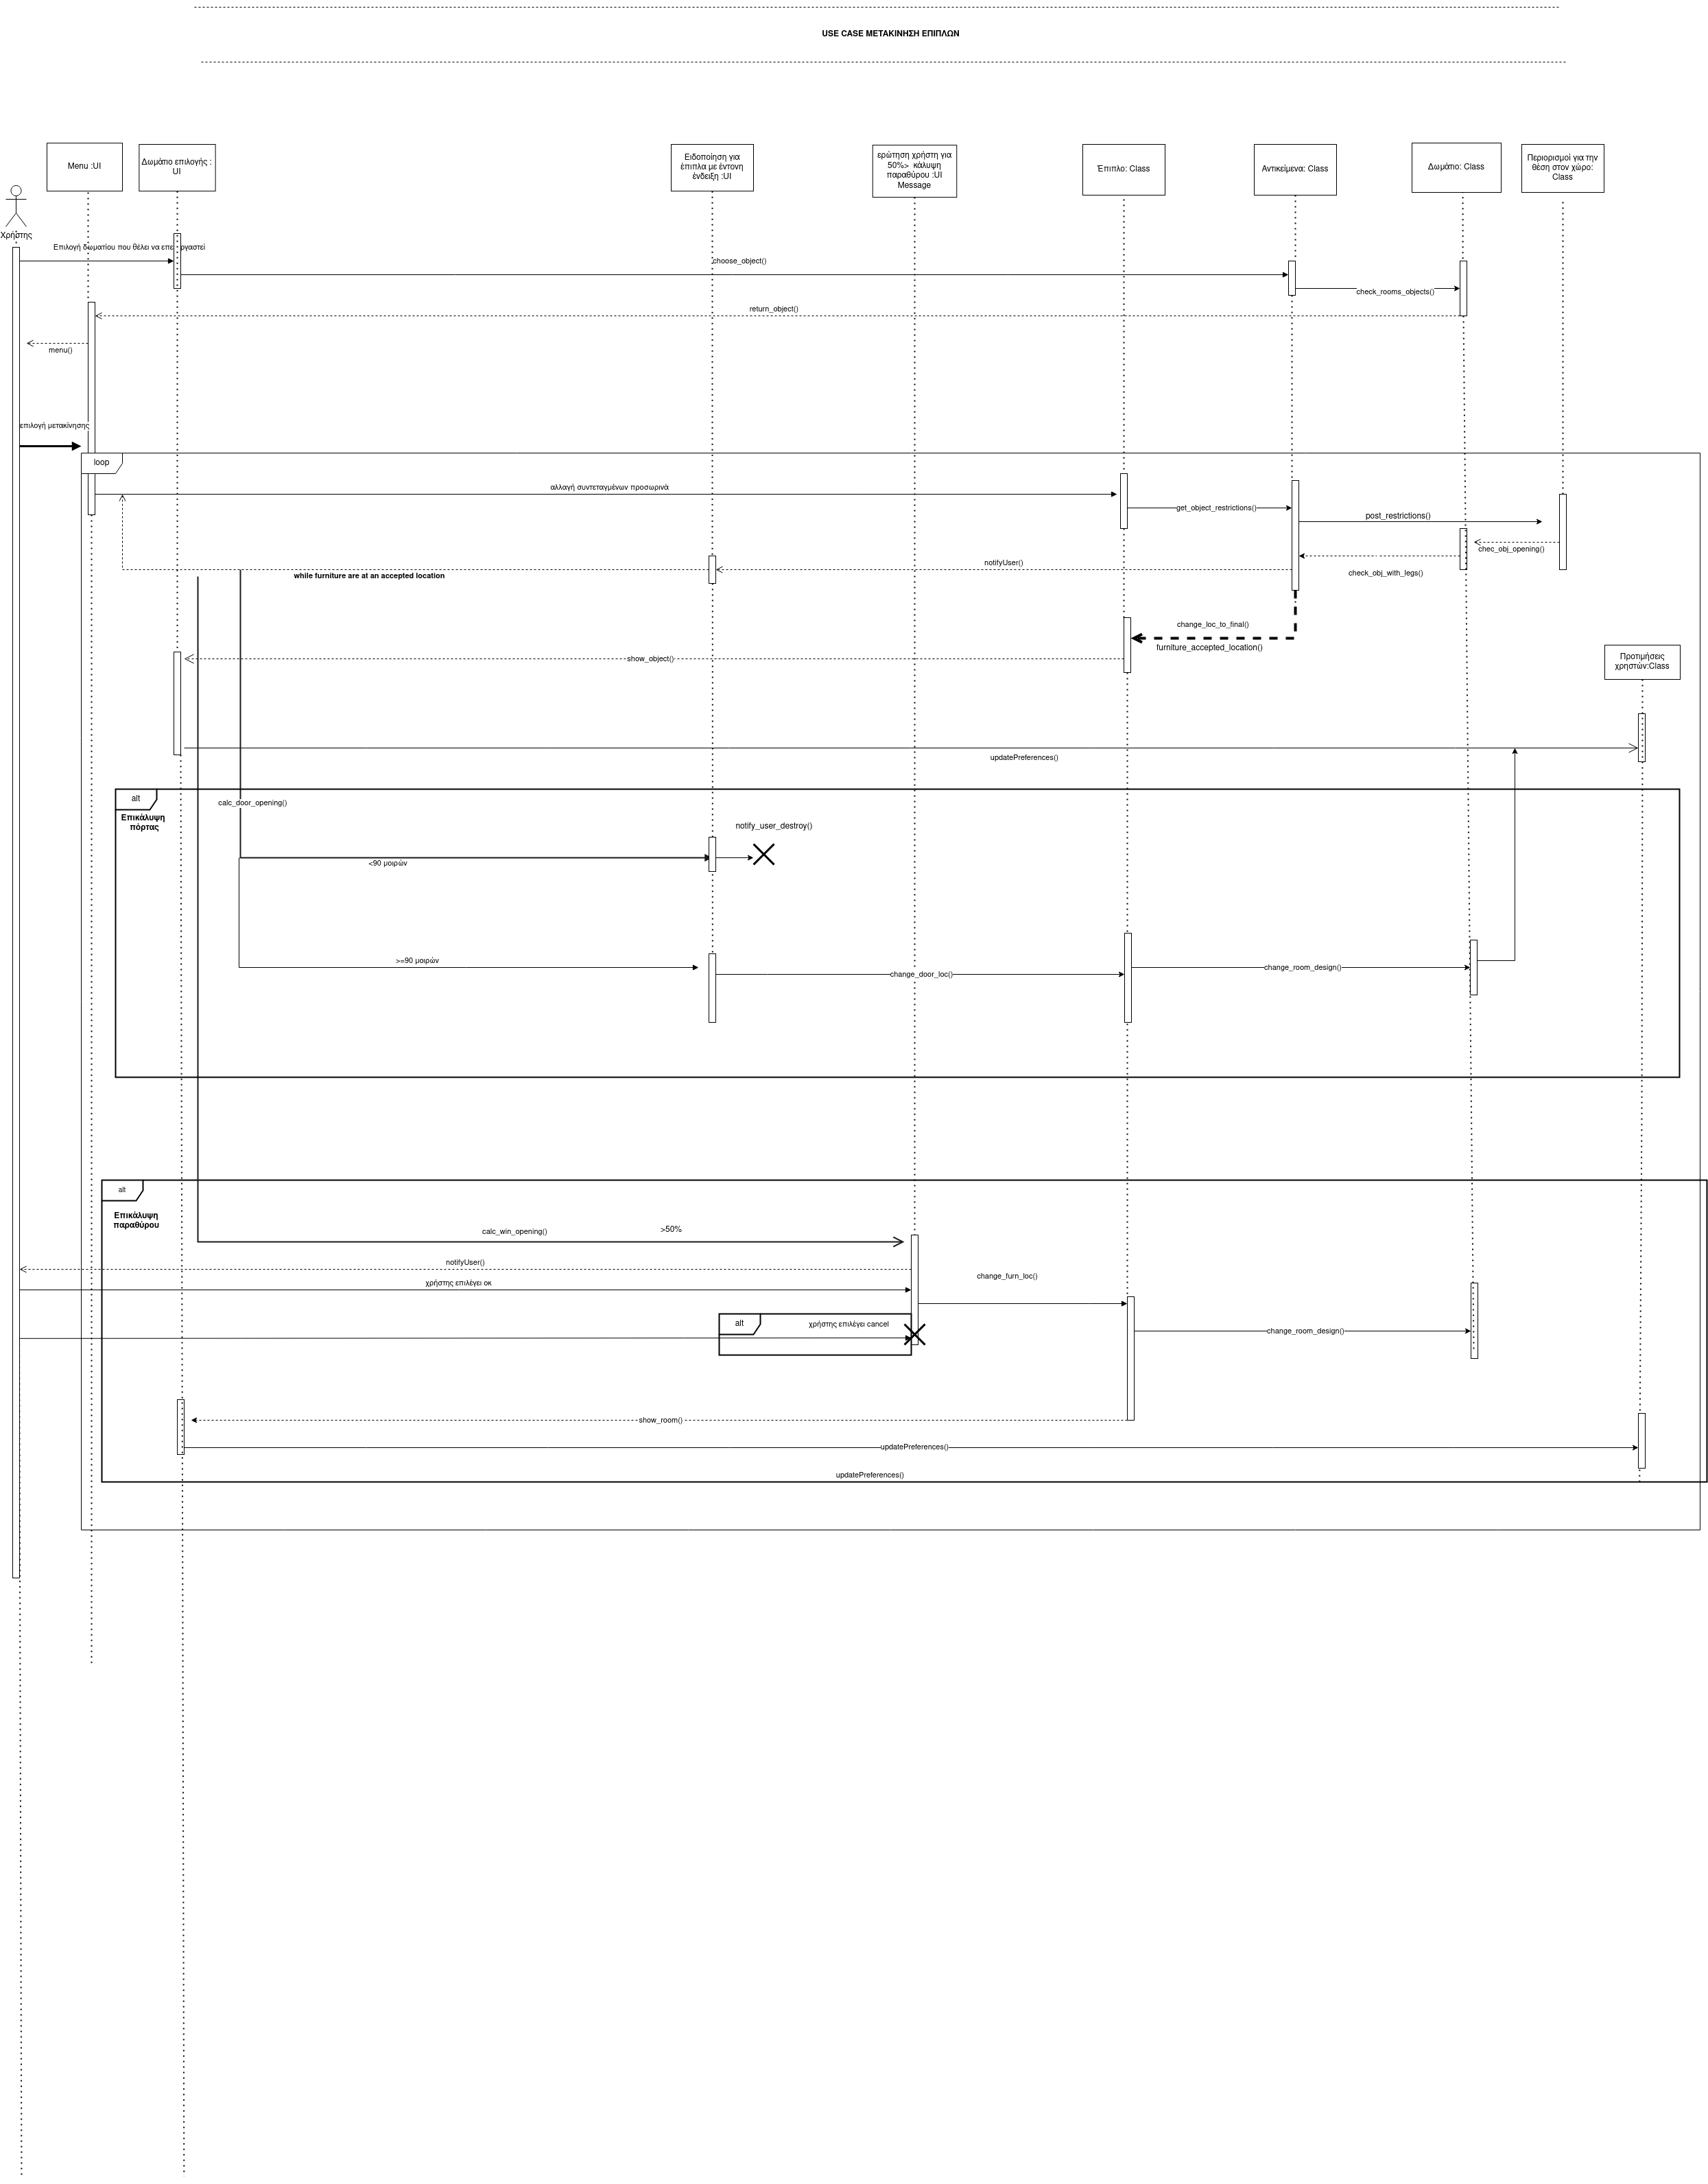 USE CASE ΜΕΤΑΚΙΝΗΣΗ ΕΠΙΠΛΩΝ
Menu :UI
Δωμάτιο επιλογής :
UI
Ειδοποίηση για
έπιπλα με έντονη
ένδειξη :UI
ερώτηση χρήστη για
50%> κάλυψη
παραθύρου :UI
Message
Έπιπλο: Class
Αντικείμενα: Class
Δωμάτιο: Class
Περιορισμοί για την
θέση στον χώρο:
Class
Χρήστης
Επιλογή δωματίου που θέλει να επε ργαστεί
choose_object()
check_rooms_objects()
return_object()
menu()
επιλογή μετακίνησης
loop
αλλαγή συντεταγμένων προσωρινά
get_object_restrictions()
post_restrictions()
chec_obj_opening()
notifyUser()
check_obj_with_legs()
while furniture are at an accepted location
change_loc_to_final()
furniture_accepted_location()
show_object()
Προτιμήσεις
χρηστών:Class
updatePreferences()
alt
Επικάλυψη
πόρτας
calc_door_opening()
notify_user_destroy()
<90 μοιρών
>=90 μοιρών
change_door_loc()
change_room_design()
alt
Επικάλυψη
παραθύρου
calc_win_opening()
>50%
notifyUser()
χρήστης επιλέγει οκ
change_furn_loc()
alt
χρήστης επιλέγει cancel
change_room_design()
show_room()
updatePreferences()
updatePreferences()